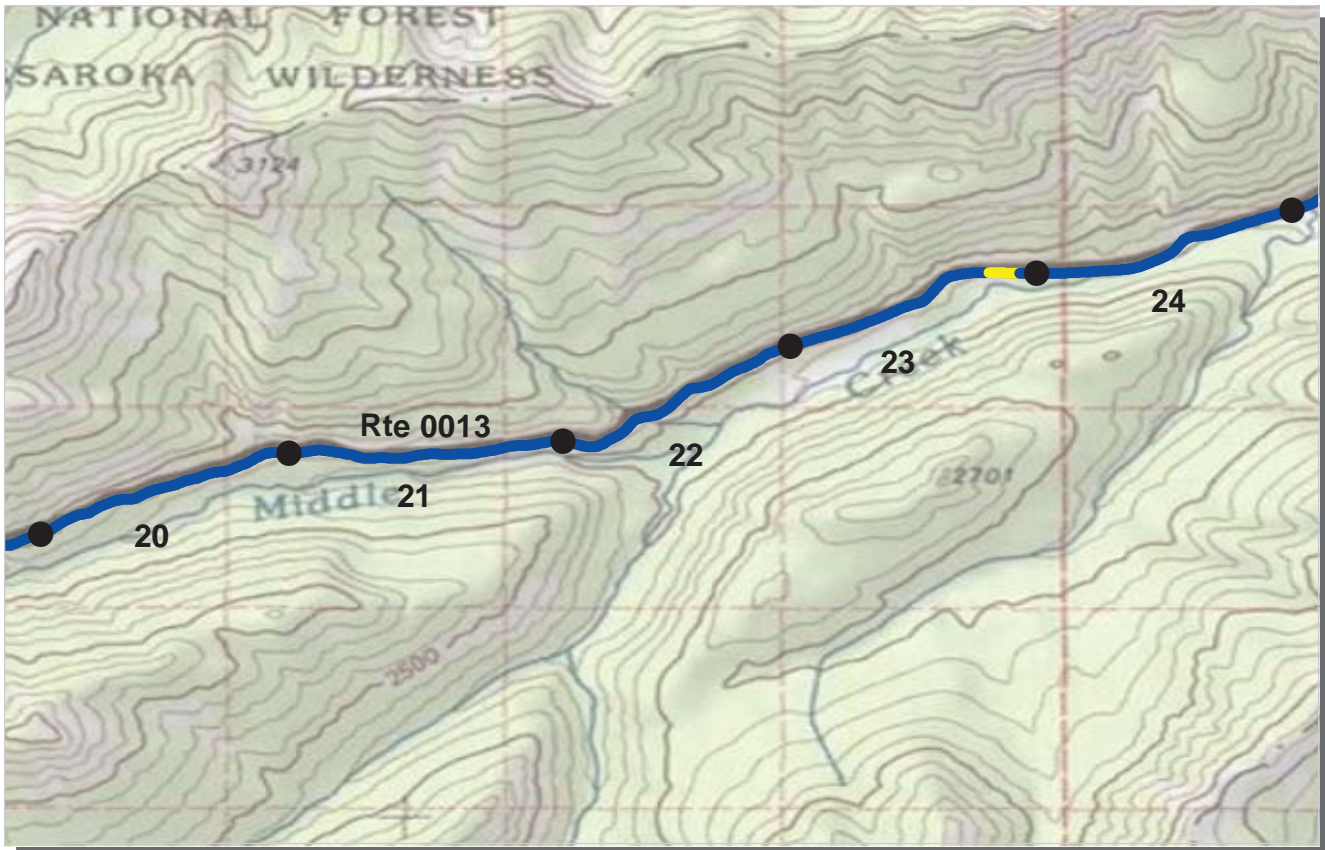 NATIONAL FOREST
SAROKA WILDERNESS
3124
24
23
Creek
Rte 0013
22
2701
Middle
21
20
2500